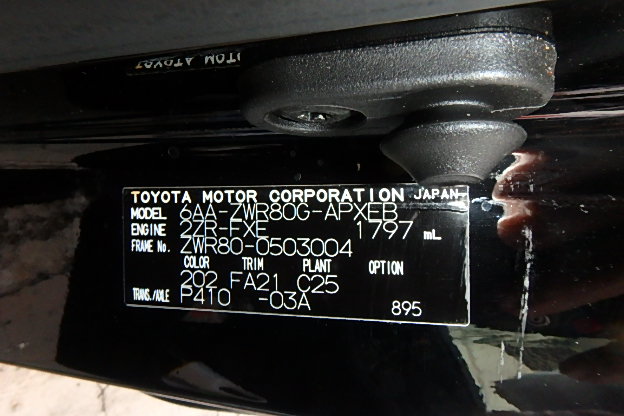 TOYOTA MOTOR CORPORATION JAPAN
MODEL 6AA-ZWR80G-APXEB
ENGINE 2ZR-FXE 1797 mL
FRAME No. ZWR80-0503004
COLOR TRIM PLANT OPTION
202 FA21 C25
TRANS./AXLE P410 -03A 895